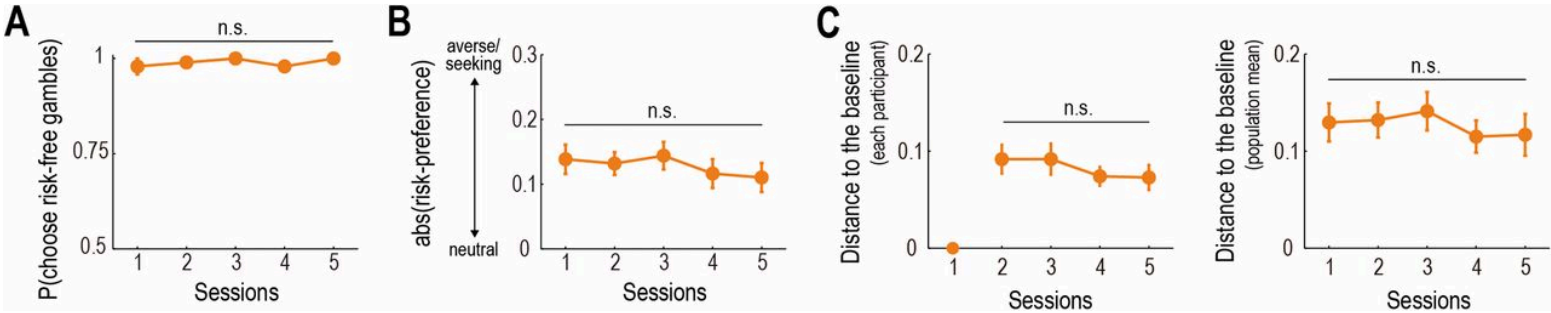 A
P(choose risk-free gambles)
n.s.
1
0.75
0.5
1 2 3 4 5
Sessions
B
abs(risk-preference)
averse/
seeking
neutral
n.s.
0.3
0.2
0.1
0
1 2 3 4 5
Sessions
C
Distance to the baseline
(each participant)
n.s.
0.2
0.1
0
1 2 3 4 5
Sessions
Distance to the baseline
(population mean)
n.s.
0.2
0.1
0
1 2 3 4 5
Sessions